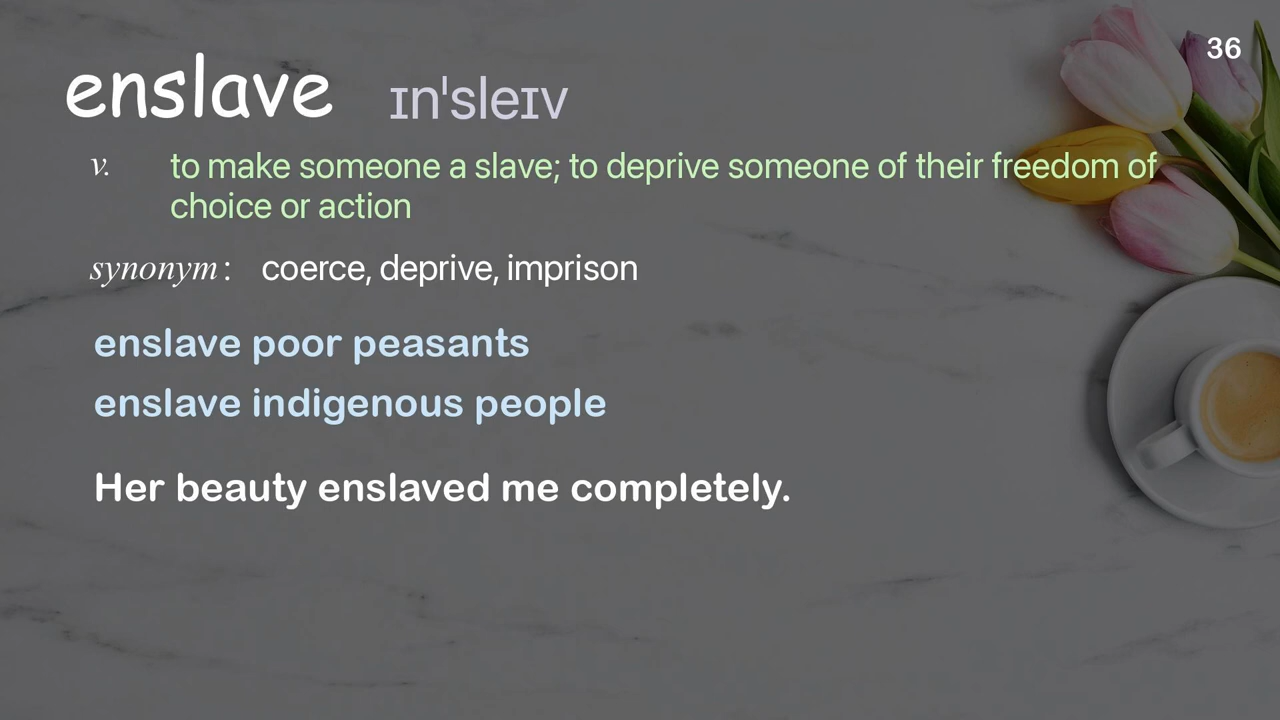 36
enslave ɪn'sleɪv
v. to make someone a slave; to deprive someone of their freedom of
choice or action
synonym: coerce, deprive, imprison
enslave poor peasants
enslave indigenous people
Her beauty enslaved me completely.